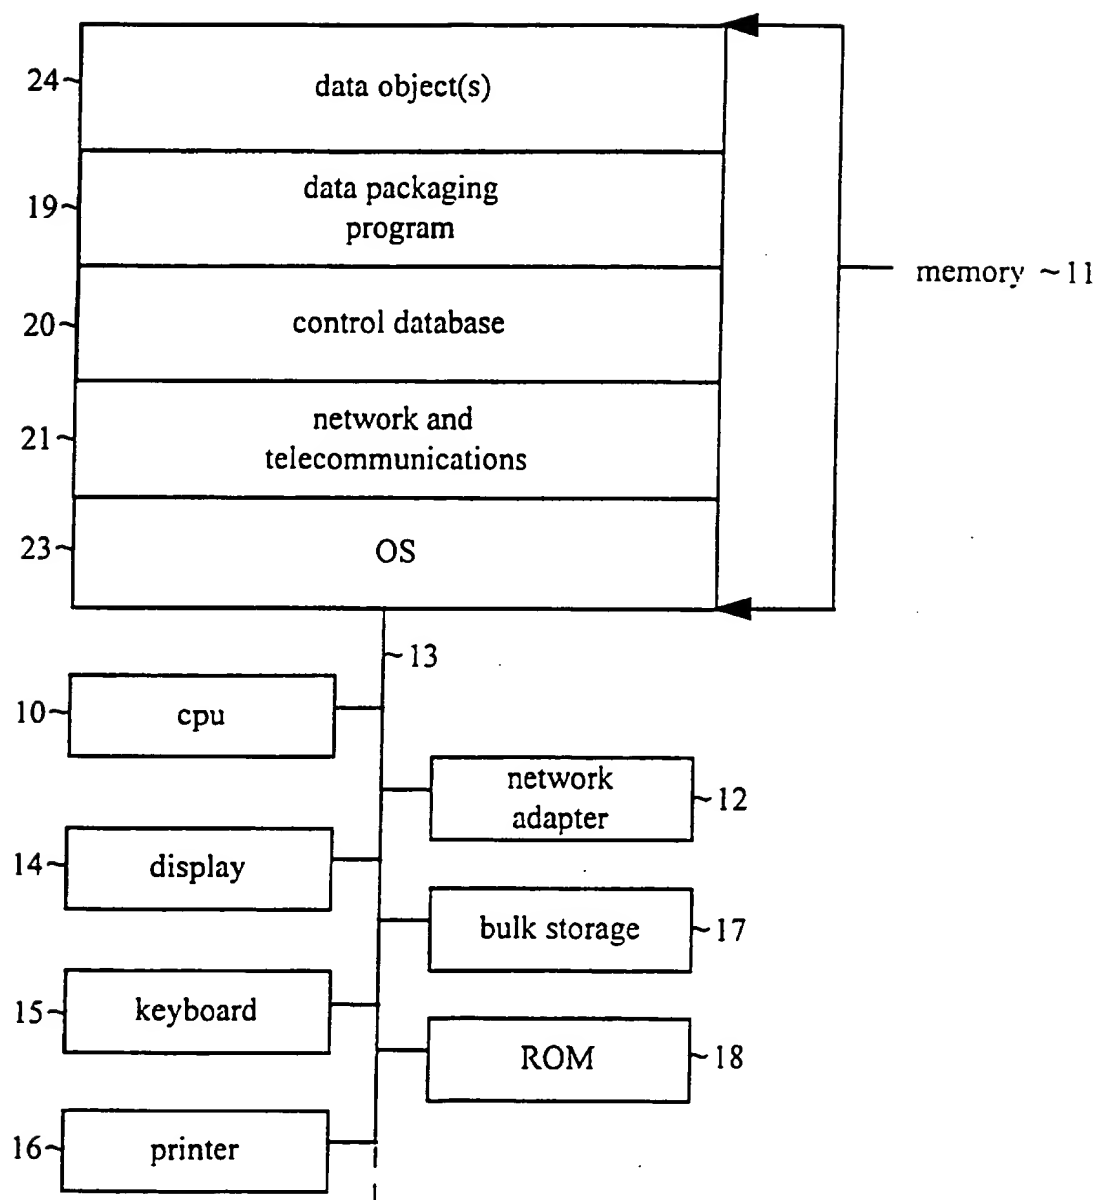 24~ data object(s)
19~ data packaging
program
memory ~11
20~ control database
21~ network and
telecommunications
23~ OS
~13
10~ cpu
network
adapter ~12
14~ display
bulk storage ~17
15~ keyboard
ROM ~18
16~ printer